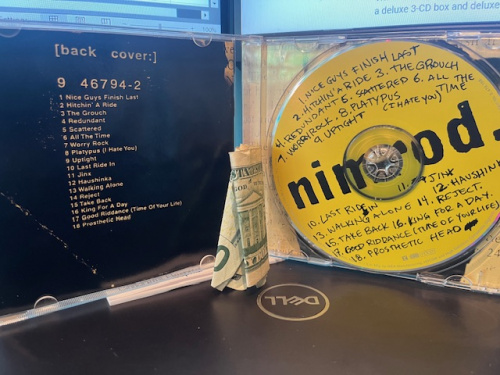 a deluxe 3-CD box and deluxe
[back cover:]
9 46794-2
1 Nice Guys Finish Last
2 Hitchin' A Ride
3 The Grouch
4 Redundant
5 Scattered
6 All The Time
7 Worry Rock
8 Platypus (I Hate You)
9 Uptight
10 Last Ride In
11 Jinx
12 Haushinka
13 Walking Alone
14 Reject
15 Take Back
16 King For A Day
17 Good Riddance (Time Of Your Life)
18 Prosthetic Head
1. NICE GUYS FINISH LAST
2. HITCHIN' A RIDE 3. THE GROUCH
4. REDUNDANT 5. SCATTERED 6. ALL THE TIME
7. WORRY ROCK. 8. PLATYPUS (I HATE YOU)
9 UPTIGHT
nimrod.
10. LAST RIDE IN 11. JINX 12. HAUSHINKA
13. WALKING ALONE 14. REJECT.
15. TAKE BACK 16. KING FOR A DAY.
17. GOOD RIDDANCE (TIME OF YOUR LIFE)
18. PROSTHETIC HEAD
DELL